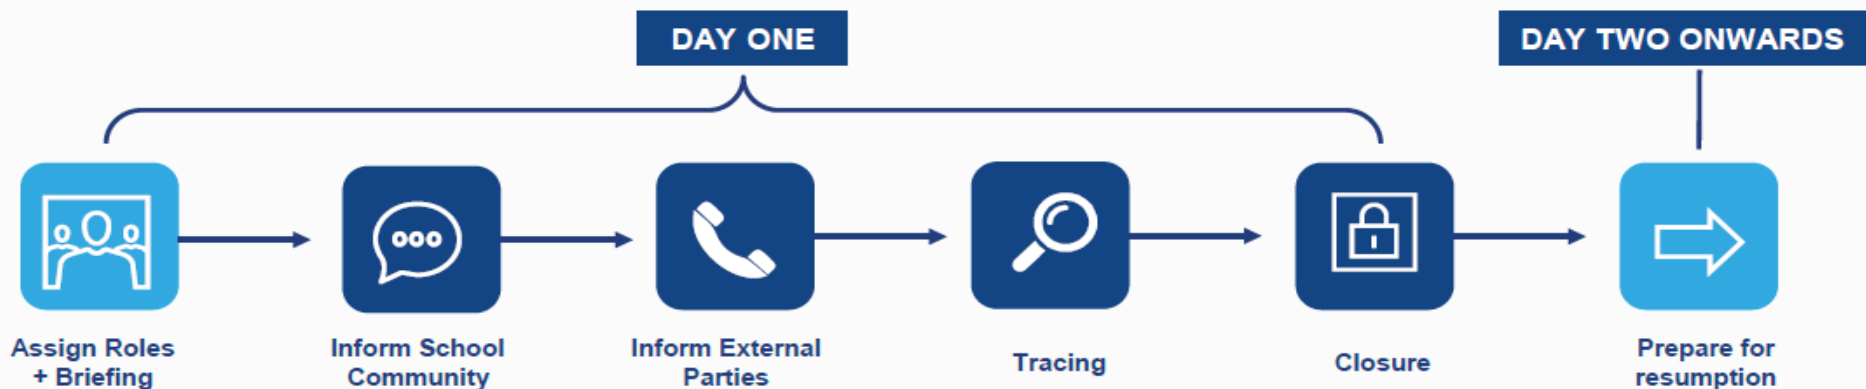 DAY ONE
DAY TWO ONWARDS
Assign Roles
+ Briefing
Inform School
Community
Inform External
Parties
Tracing
Closure
Prepare for
resumption